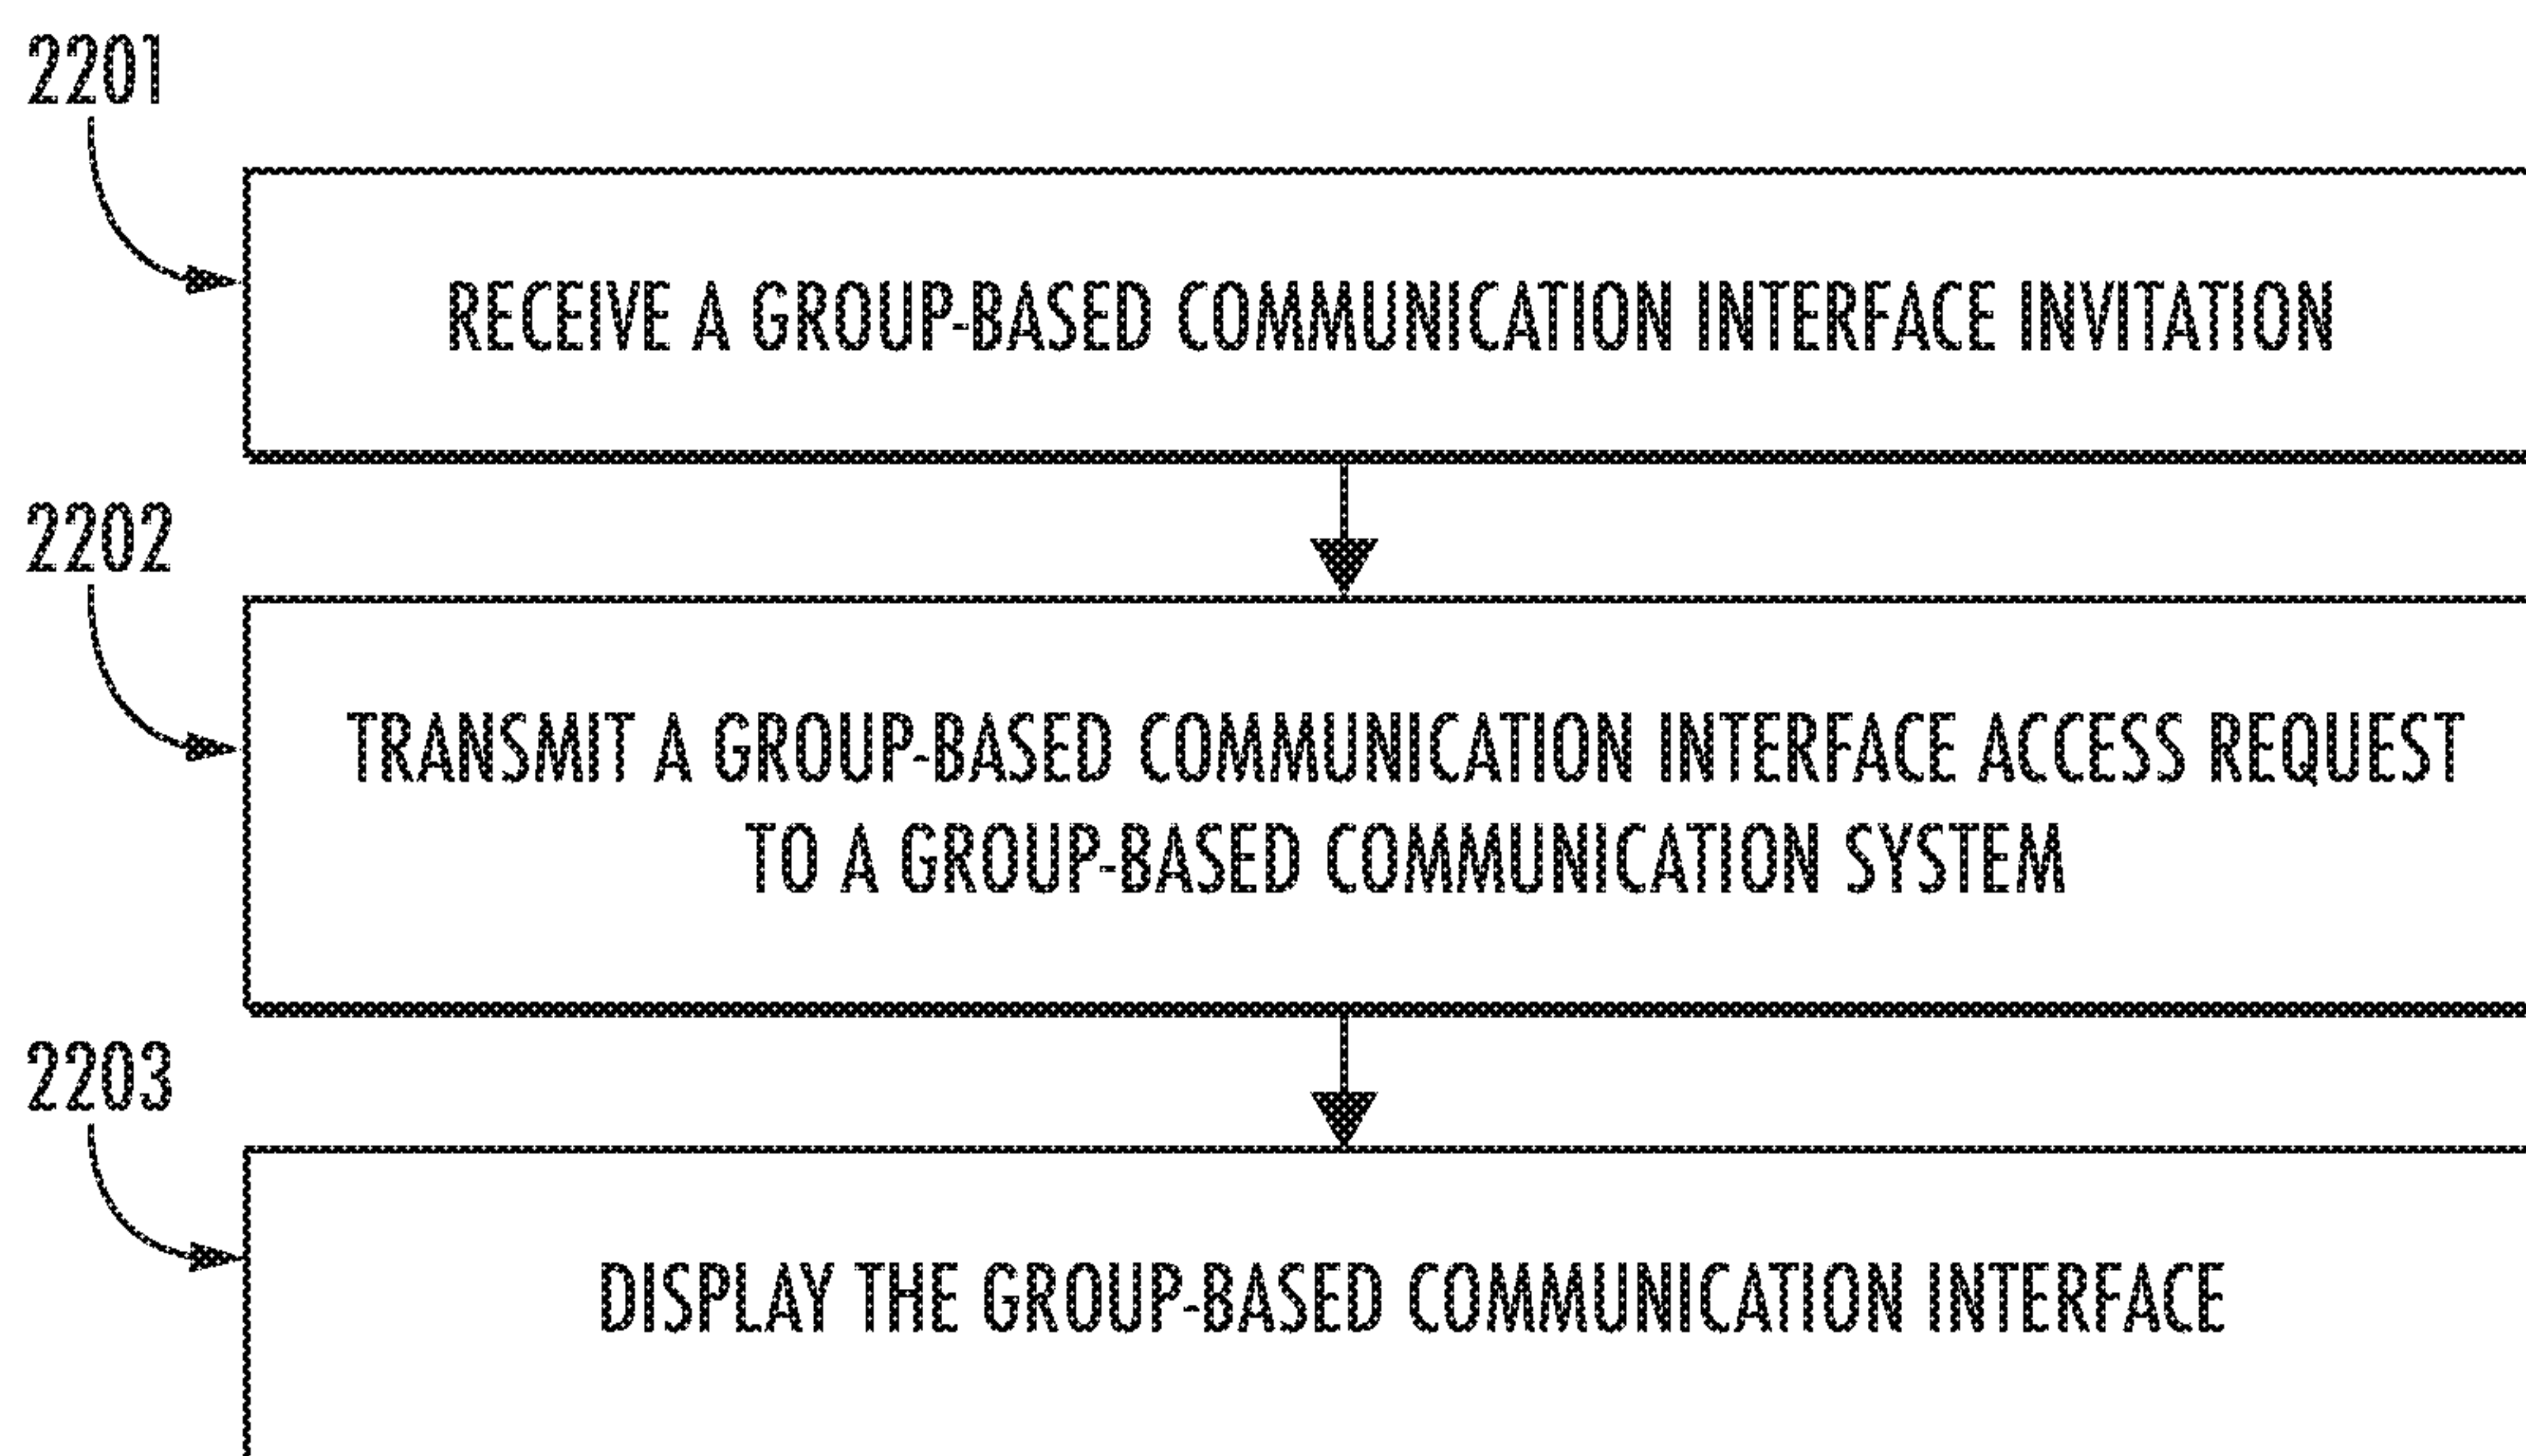 2201
RECEIVE A GROUP-BASED COMMUNICATION INTERFACE INVITATION
2202
TRANSMIT A GROUP-BASED COMMUNICATION INTERFACE ACCESS REQUEST
TO A GROUP-BASED COMMUNICATION SYSTEM
2203
DISPLAY THE GROUP-BASED COMMUNICATION INTERFACE